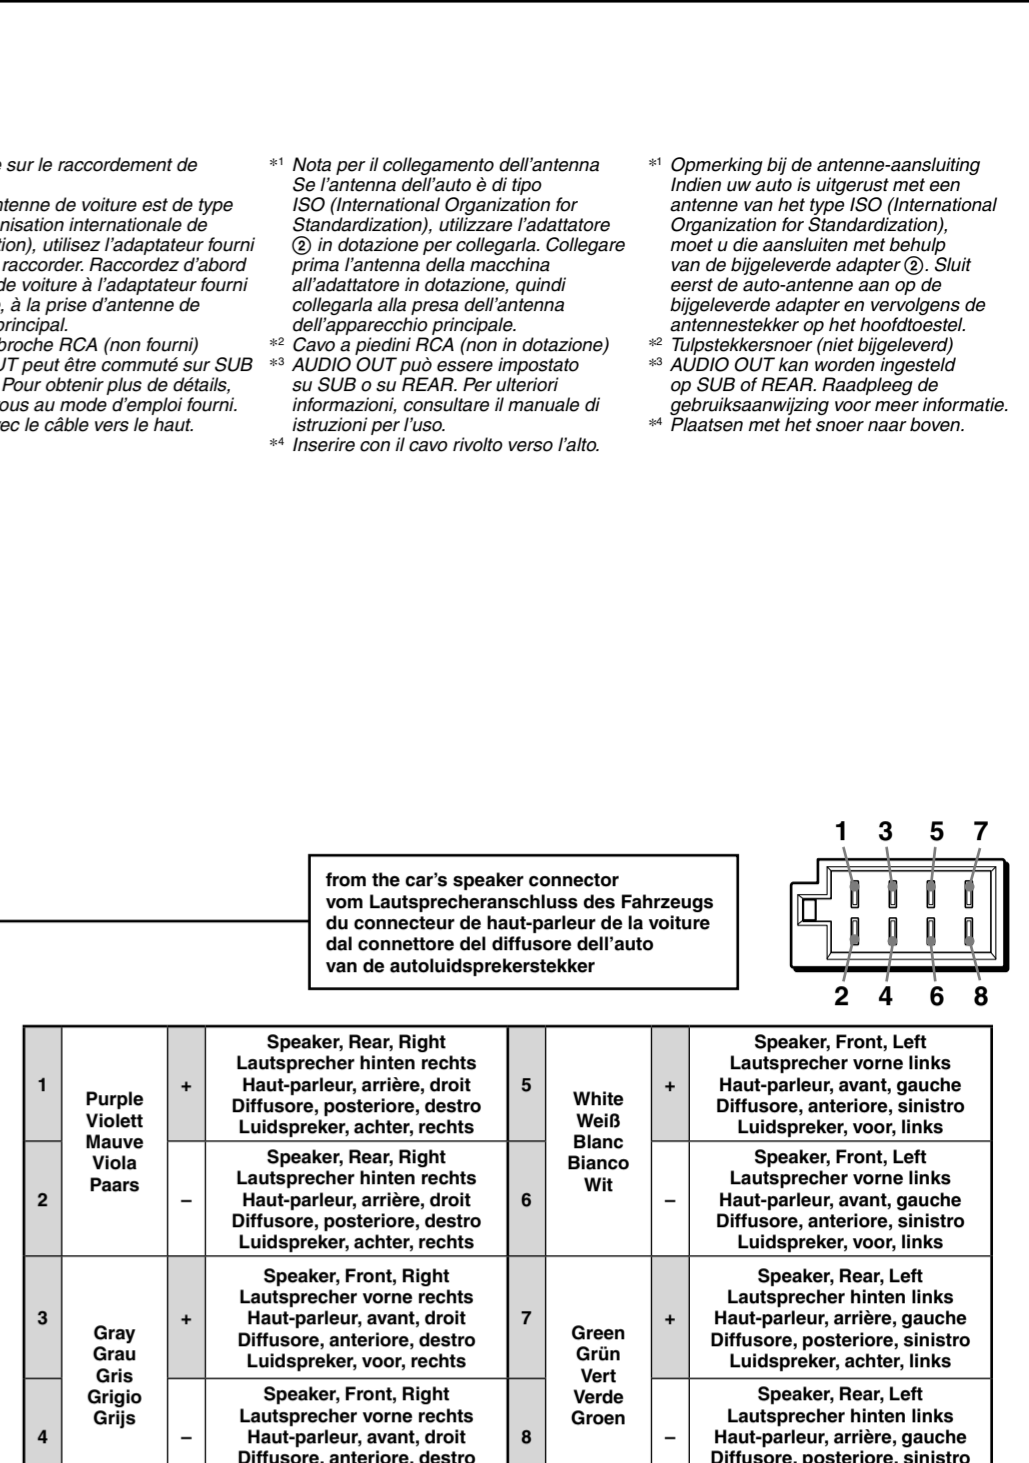 sur le raccordement de
ntenne de voiture est de type
nisation internationale de
tion), utilisez l'adaptateur fourni
raccorder. Raccordez d'abord
de voiture à l'adaptateur fourni
, à la prise d'antenne de
principal.
broche RCA (non fourni)
UT peut être commuté sur SUB
Pour obtenir plus de détails,
vous au mode d'emploi fourni.
ec le câble vers le haut.
*1 Nota per il collegamento dell'antenna
Se l'antenna dell'auto è di tipo
ISO (International Organization for
Standardization), utilizzare l'adattatore
② in dotazione per collegarla. Collegare
prima l'antenna della macchina
all'adattatore in dotazione, quindi
collegarla alla presa dell'antenna
dell'apparecchio principale.
*2 Cavo a piedini RCA (non in dotazione)
*3 AUDIO OUT può essere impostato
su SUB o su REAR. Per ulteriori
informazioni, consultare il manuale di
istruzioni per l'uso.
*4 Inserire con il cavo rivolto verso l'alto.
*1 Opmerking bij de antenne-aansluiting
Indien uw auto is uitgerust met een
antenne van het type ISO (International
Organization for Standardization),
moet u die aansluiten met behulp
van de bijgeleverde adapter ②. Sluit
eerst de auto-antenne aan op de
bijgeleverde adapter en vervolgens de
antennestekker op het hoofdtoestel.
*2 Tulpstekkersnoer (niet bijgeleverd)
*3 AUDIO OUT kan worden ingesteld
op SUB of REAR. Raadpleeg de
gebruiksaanwijzing voor meer informatie.
*4 Plaatsen met het snoer naar boven.
from the car's speaker connector
vom Lautsprecheranschluss des Fahrzeugs
du connecteur de haut-parleur de la voiture
dal connettore del diffusore dell'auto
van de autoluidsprekerstekker
1 3 5 7
2 4 6 8
1
Purple
Violett
Mauve
Viola
Paars
+
Speaker, Rear, Right
Lautsprecher hinten rechts
Haut-parleur, arrière, droit
Diffusore, posteriore, destro
Luidspreker, achter, rechts
2
–
Speaker, Rear, Right
Lautsprecher hinten rechts
Haut-parleur, arrière, droit
Diffusore, posteriore, destro
Luidspreker, achter, rechts
3
Gray
Grau
Gris
Grigio
Grijs
+
Speaker, Front, Right
Lautsprecher vorne rechts
Haut-parleur, avant, droit
Diffusore, anteriore, destro
Luidspreker, voor, rechts
4
–
Speaker, Front, Right
Lautsprecher vorne rechts
Haut-parleur, avant, droit
Diffusore, anteriore, destro
5
White
Weiß
Blanc
Bianco
Wit
+
Speaker, Front, Left
Lautsprecher vorne links
Haut-parleur, avant, gauche
Diffusore, anteriore, sinistro
Luidspreker, voor, links
6
–
Speaker, Front, Left
Lautsprecher vorne links
Haut-parleur, avant, gauche
Diffusore, anteriore, sinistro
Luidspreker, voor, links
7
Green
Grün
Vert
Verde
Groen
+
Speaker, Rear, Left
Lautsprecher hinten links
Haut-parleur, arrière, gauche
Diffusore, posteriore, sinistro
Luidspreker, achter, links
8
–
Speaker, Rear, Left
Lautsprecher hinten links
Haut-parleur, arrière, gauche
Diffusore, posteriore, sinistro